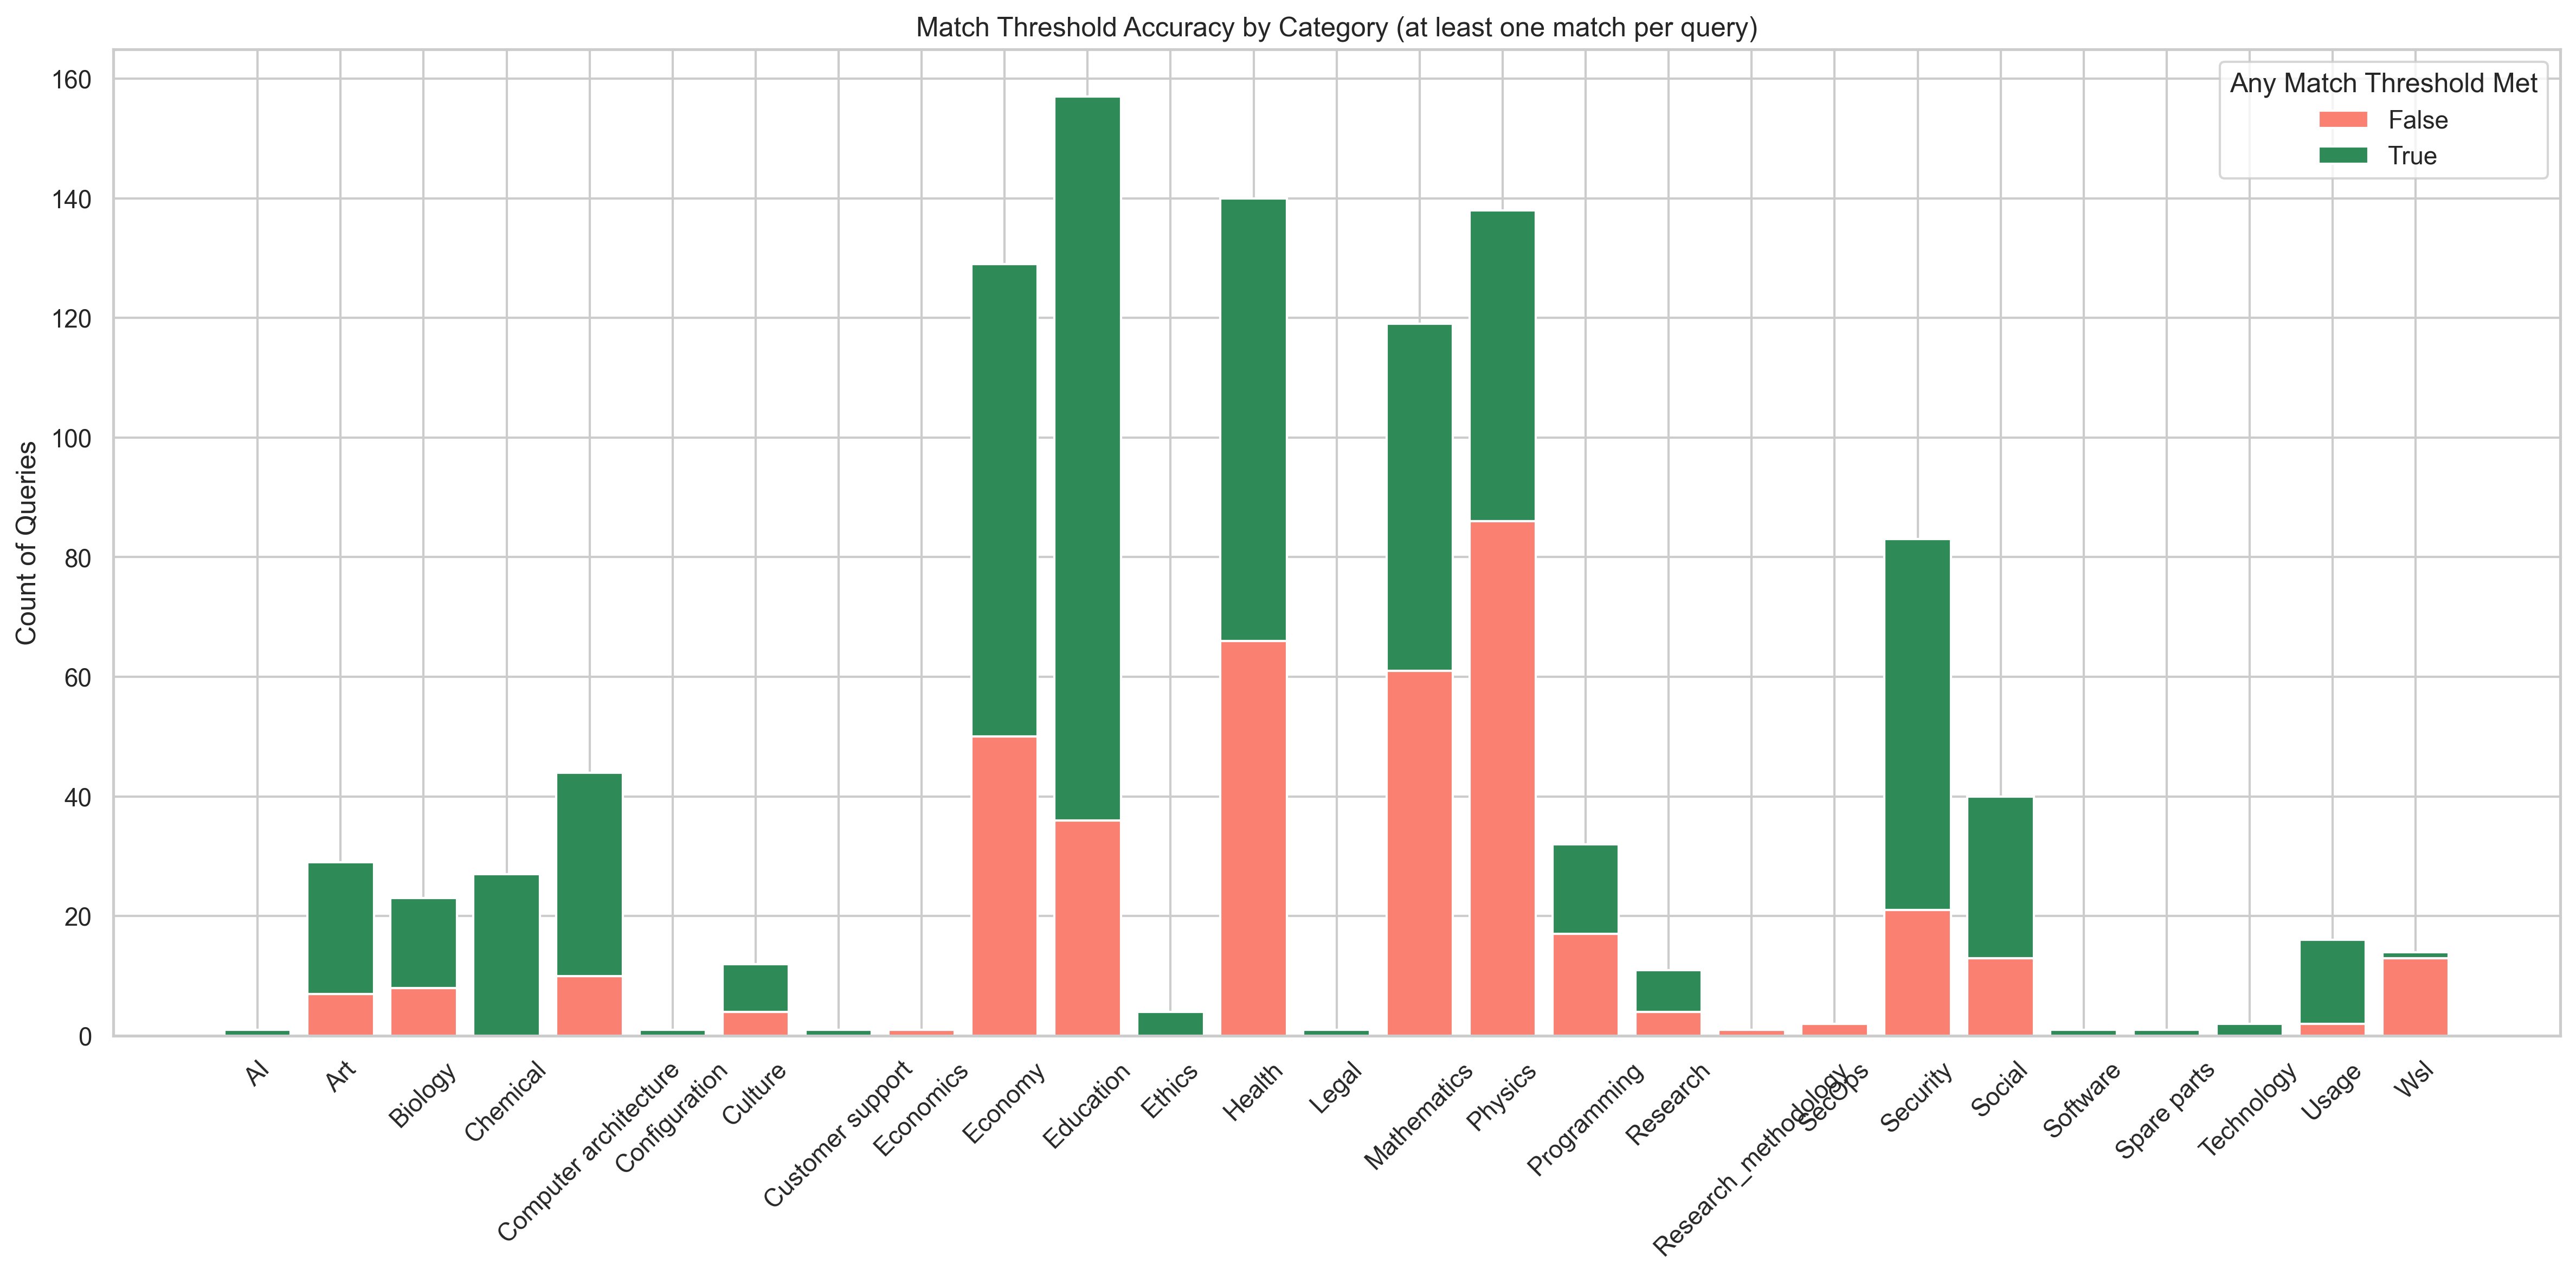 Match Threshold Accuracy by Category (at least one match per query)
Any Match Threshold Met
False
True
Count of Queries
160
140
120
100
80
60
40
20
0
AI
Art
Biology
Chemical
Computer architecture
Configuration
Culture
Customer support
Economics
Economy
Education
Ethics
Health
Legal
Mathematics
Physics
Programming
Research
Research_methodology
SecOps
Security
Social
Software
Spare parts
Technology
Usage
Wsl